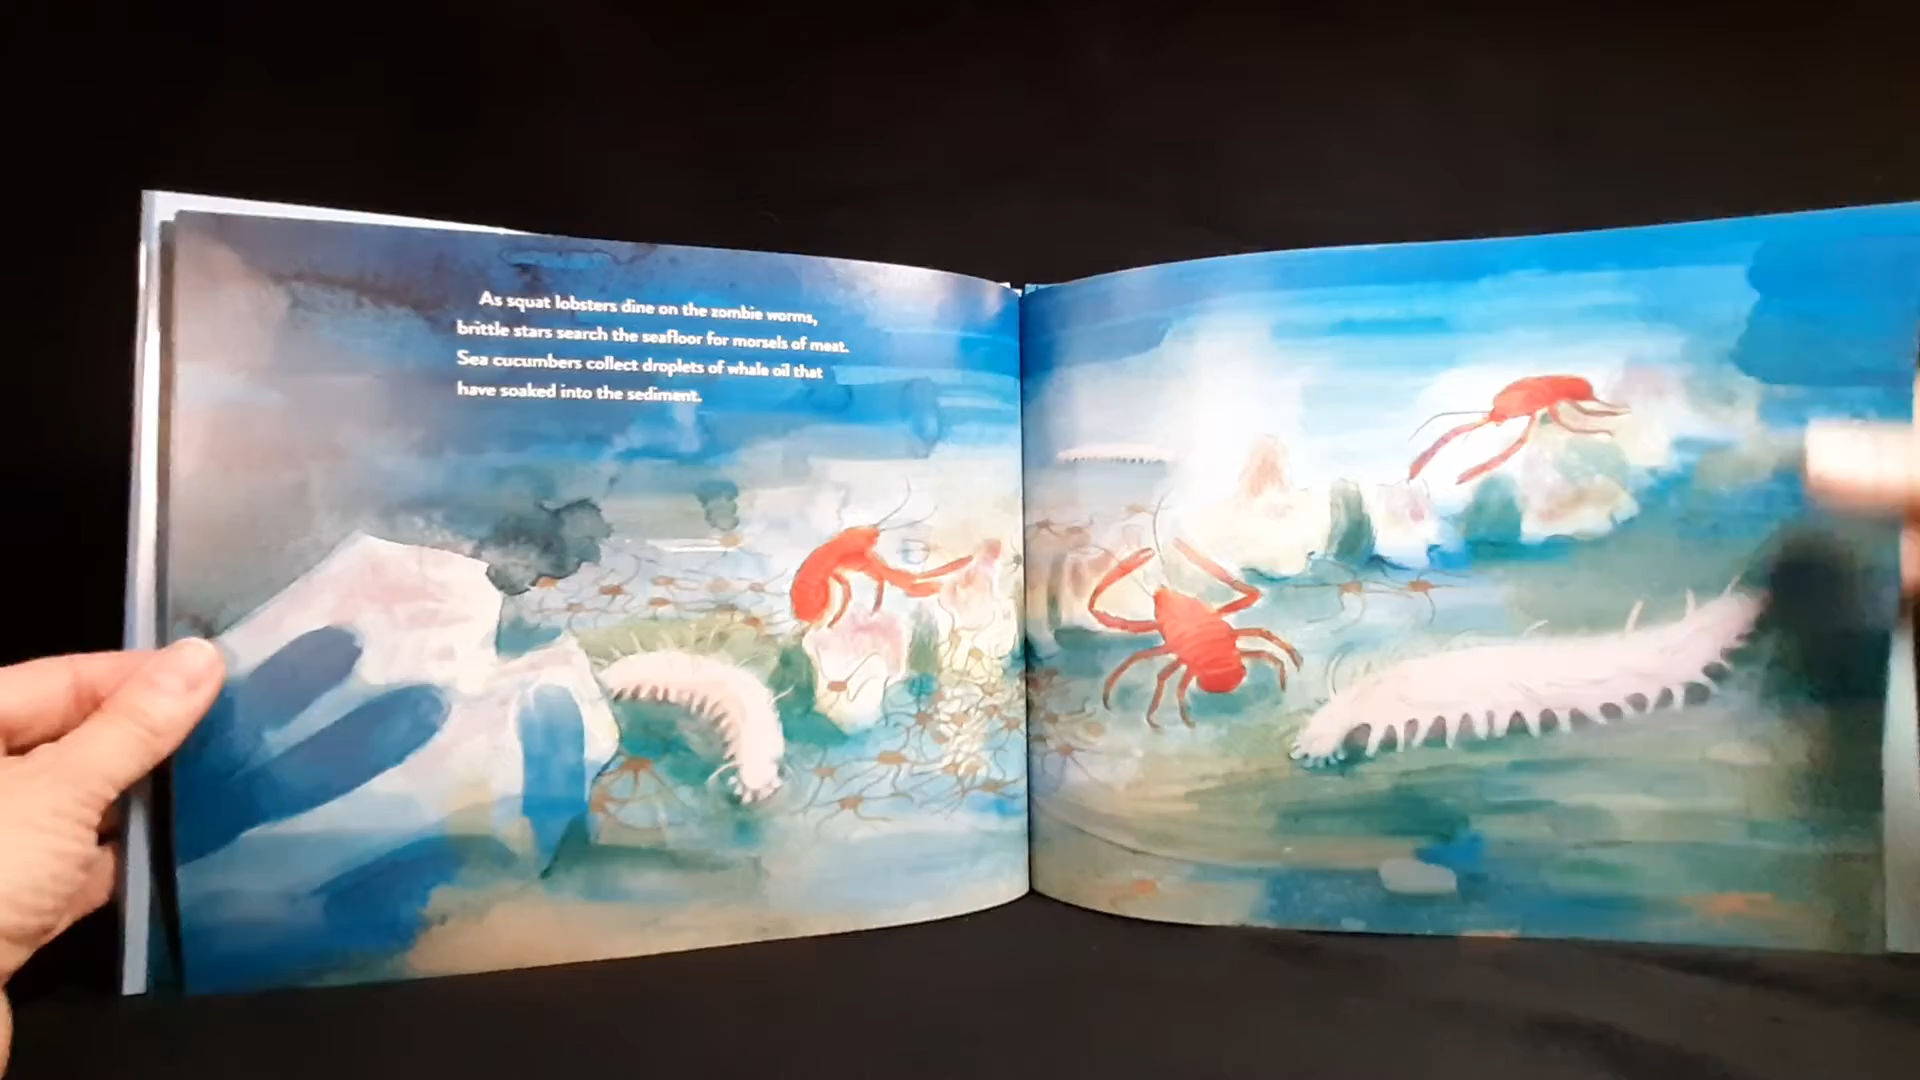 As squat lobsters dine on the zombie worms,
brittle stars search the seafloor for morsels of meat.
Sea cucumbers collect droplets of whale oil that
have soaked into the sediment.